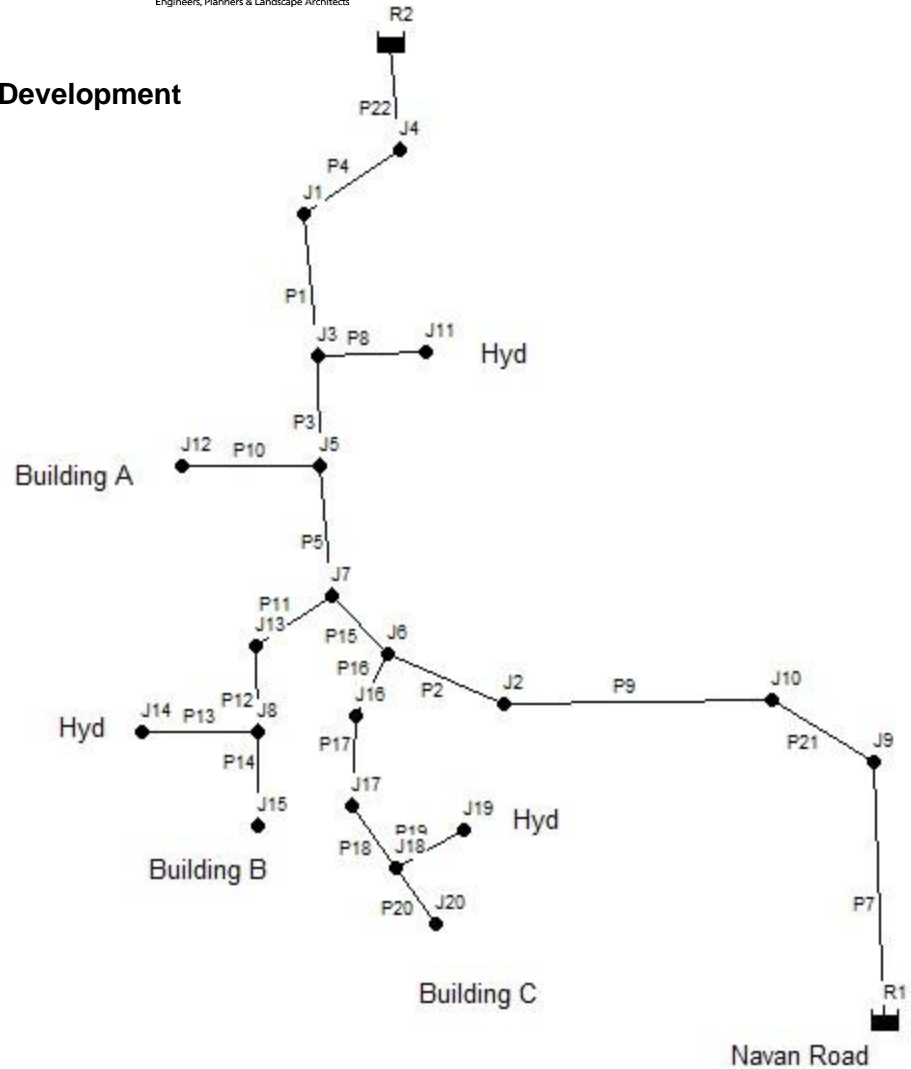 Engineers, Planners & Landscape Architects
R2
Development
P22
J4
P4
J1
P1
J3 P8 J11
Hyd
P3
J12 P10 J5
Building A
P5
J7
P11
J13 P15 J6
P16 P2 J2 P9 J10
P12 J16
J14 P13 J8
Hyd
P17 P21 J9
P14
J17
J15 J19
Hyd
P19
P18 J18
Building B
P20 J20
P7
Building C
R1
Navan Road